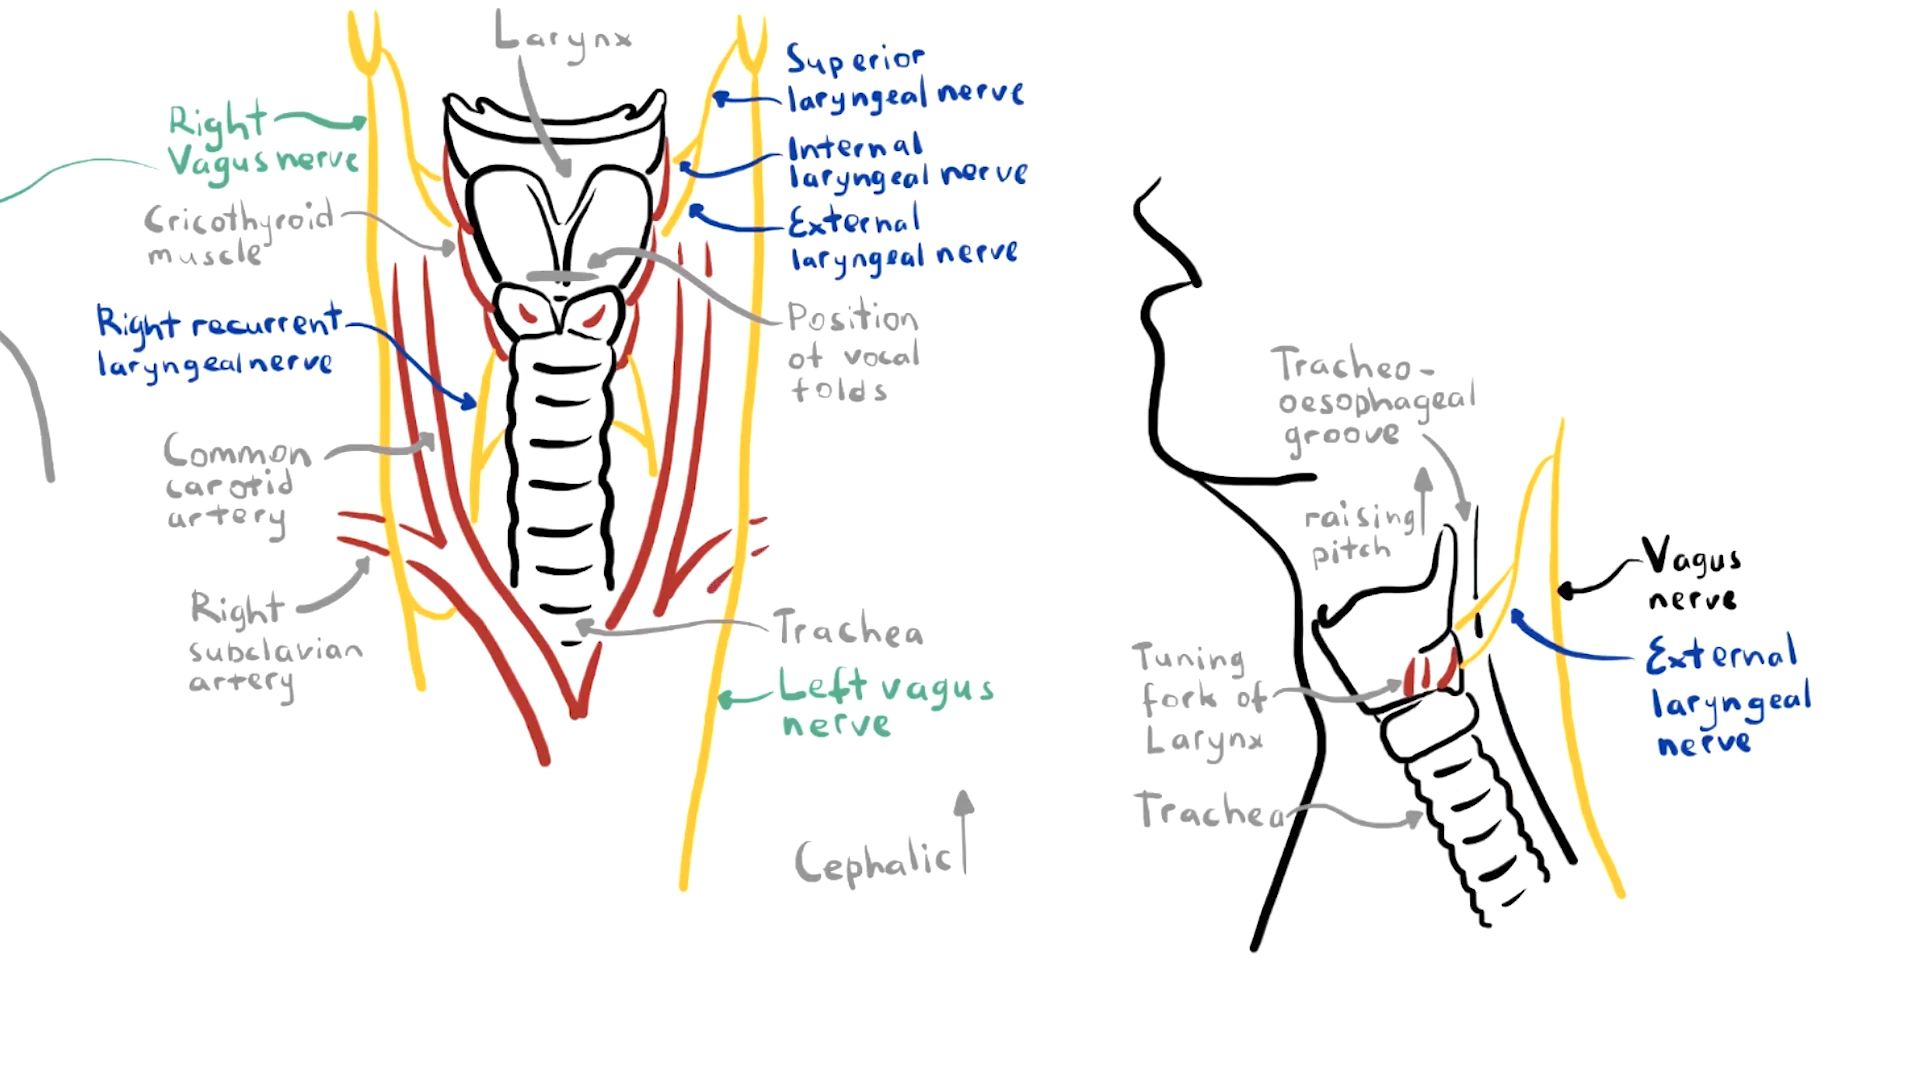 Larynx
Superior
laryngeal nerve
Right
Vagus nerve
Internal
laryngeal nerve
Cricothyroid
muscle
External
laryngeal nerve
Right recurrent
laryngeal nerve
Position
of vocal
folds
Common
carotid
artery
Right
subclavian
artery
Trachea
Left vagus
nerve
Cephalic
Tracheo-
oesophageal
groove
raising
pitch
Vagus
nerve
Tuning
fork of
Larynx
External
laryngeal
nerve
Trachea